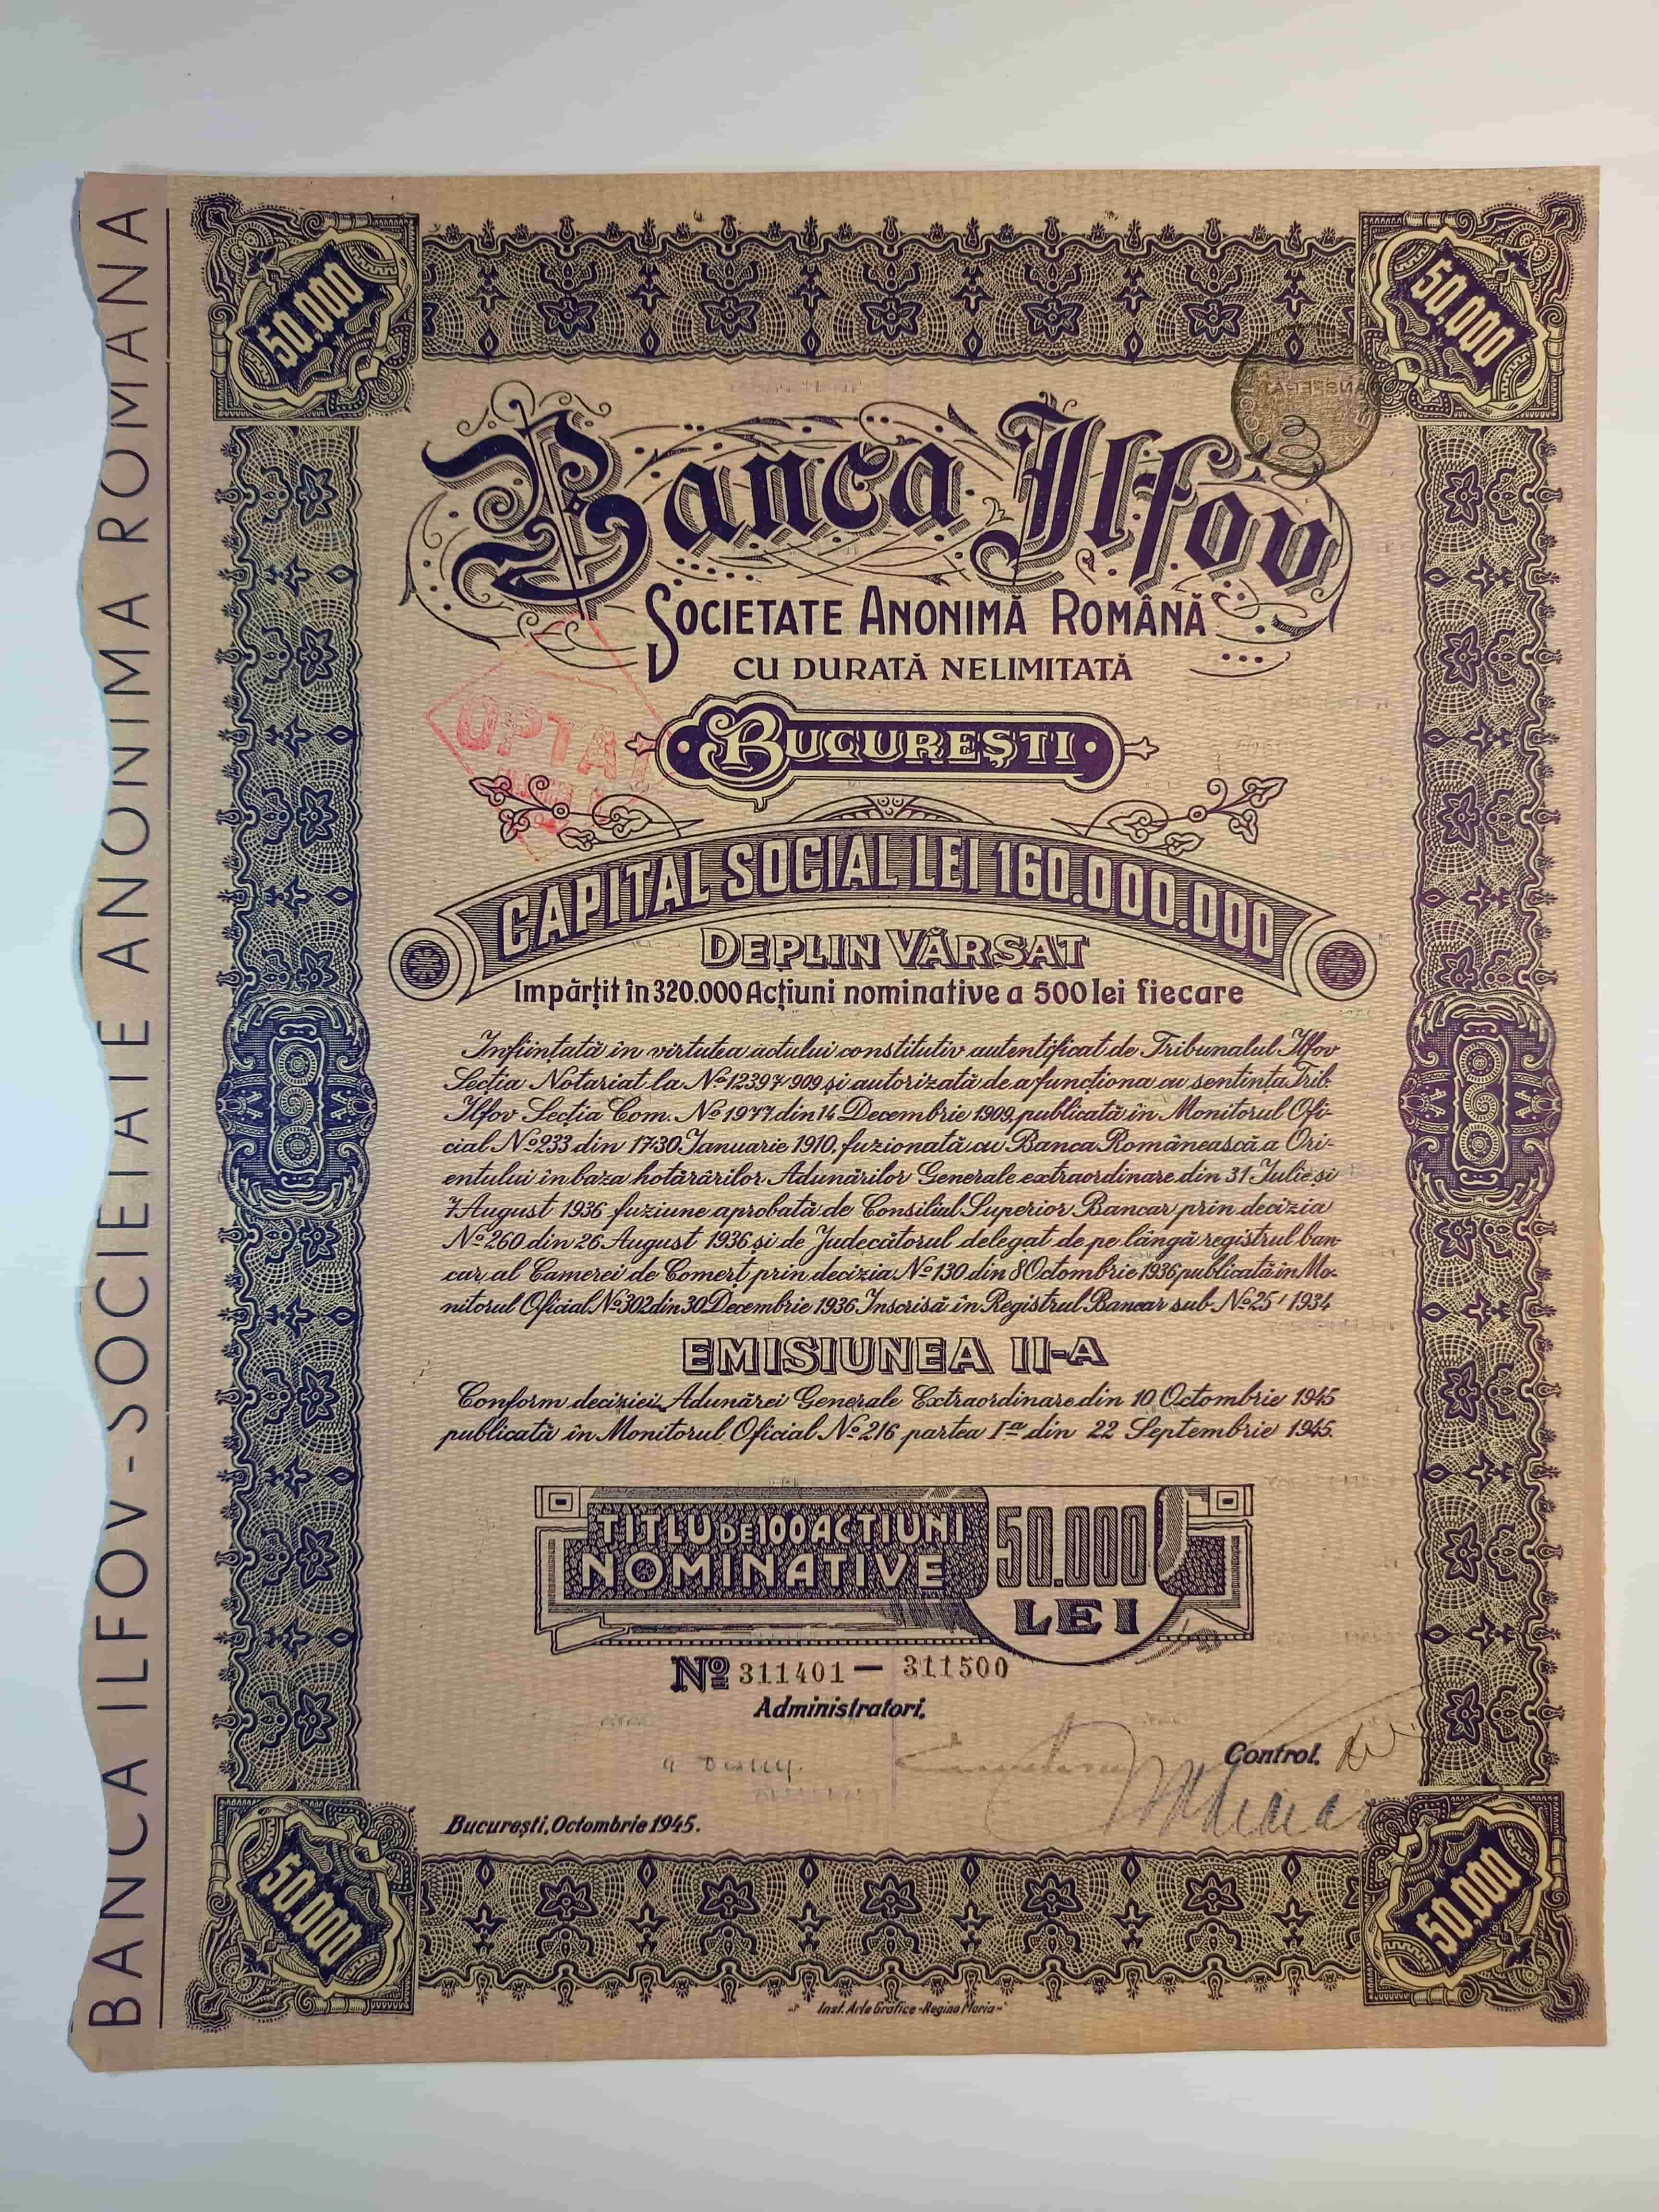 BANCA ILFOV - SOCIETATE ANONIMA ROMANA
50.000
50.000
Banca Ilfov
SOCIETATE ANONIMĂ ROMÂNĂ
CU DURATĂ NELIMITATĂ
OPTAT
BUCUREȘTI
CAPITAL SOCIAL LEI 160.000.000
DEPLIN VĂRSAT
Impărțit în 320.000 Acțiuni nominative a 500 lei fiecare
Inființată în virtutea actului constitutiv autentificat de Tribunalul Ilfov
Secția Notariat la № 12397 909 și autorizată de a funcționa cu sentința Trib.
Ilfov Secția Com. № 1977 din 14 Decembrie 1909, publicată în Monitorul Ofi-
cial № 233 din 17-30 Ianuarie 1910, fuzionată cu Banca Românească a Ori-
entului în baza hotărârilor Adunărilor Generale extraordinare din 31 Iulie și
7 August 1936 fuziune aprobată de Consiliul Superior Bancar prin decizia
№ 260 din 26 August 1936 și de Judecătorul delegat de pe lângă registrul ban-
car al Camerei de Comerț prin decizia № 130 din 8 Octombrie 1936 publicată în Mo-
nitorul Oficial № 302 din 30 Decembrie 1936 Inscrisă în Registrul Bancar sub № 25/1934
EMISIUNEA II-A
Conform deciziei Adunărei Generale Extraordinare din 10 Octombrie 1945
publicată în Monitorul Oficial № 216 partea Iª din 22 Septembrie 1945.
TITLU DE 100 ACTIUNI
NOMINATIVE
50.000
LEI
№ 311401 — 311500
Administratori,
Control.
București, Octombrie 1945.
50.000
50.000
Inst. Arte Grafice "Regina Maria"